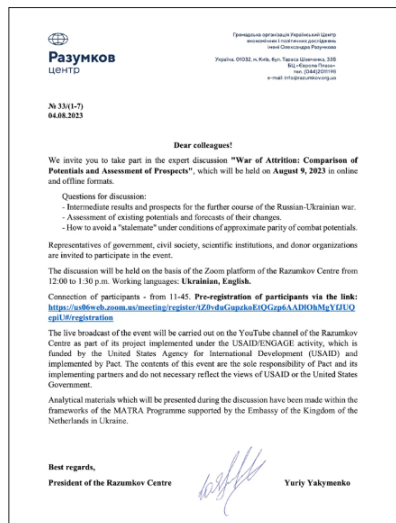 Разумков
центр
Громадська організація Український Центр
економічних і політичних досліджень
імені Олександра Разумкова
Україна, 01032, м. Київ, бул. Тараса Шевченка, 33Б
БЦ «Європа Плаза»
тел. (044)2011191
e-mail: info@razumkov.org.ua
№ 33/(1-7)
04.08.2023
Dear colleagues!
We invite you to take part in the expert discussion "War of Attrition: Comparison of
Potentials and Assessment of Prospects", which will be held on August 9, 2023 in online
and offline formats.
Questions for discussion:
- Intermediate results and prospects for the further course of the Russian-Ukrainian war.
- Assessment of existing potentials and forecasts of their changes.
- How to avoid a "stalemate" under conditions of approximate parity of combat potentials.
Representatives of government, civil society, scientific institutions, and donor organizations
are invited to participate in the event.
The discussion will be held on the basis of the Zoom platform of the Razumkov Centre from
12:00 to 1:30 p.m. Working languages: Ukrainian, English.
Connection of participants - from 11-45. Pre-registration of participants via the link:
#/registration
The live broadcast of the event will be carried out on the YouTube channel of the Razumkov
Centre as part of its project implemented under the USAID/ENGAGE activity, which is
funded by the United States Agency for International Development (USAID) and
implemented by Pact. The contents of this event are the sole responsibility of Pact and its
implementing partners and do not necessary reflect the views of USAID or the United States
Government.
Analytical materials which will be presented during the discussion have been made within the
frameworks of the MATRA Programme supported by the Embassy of the Kingdom of the
Netherlands in Ukraine.
Best regards,
President of the Razumkov Centre
Yuriy Yakymenko